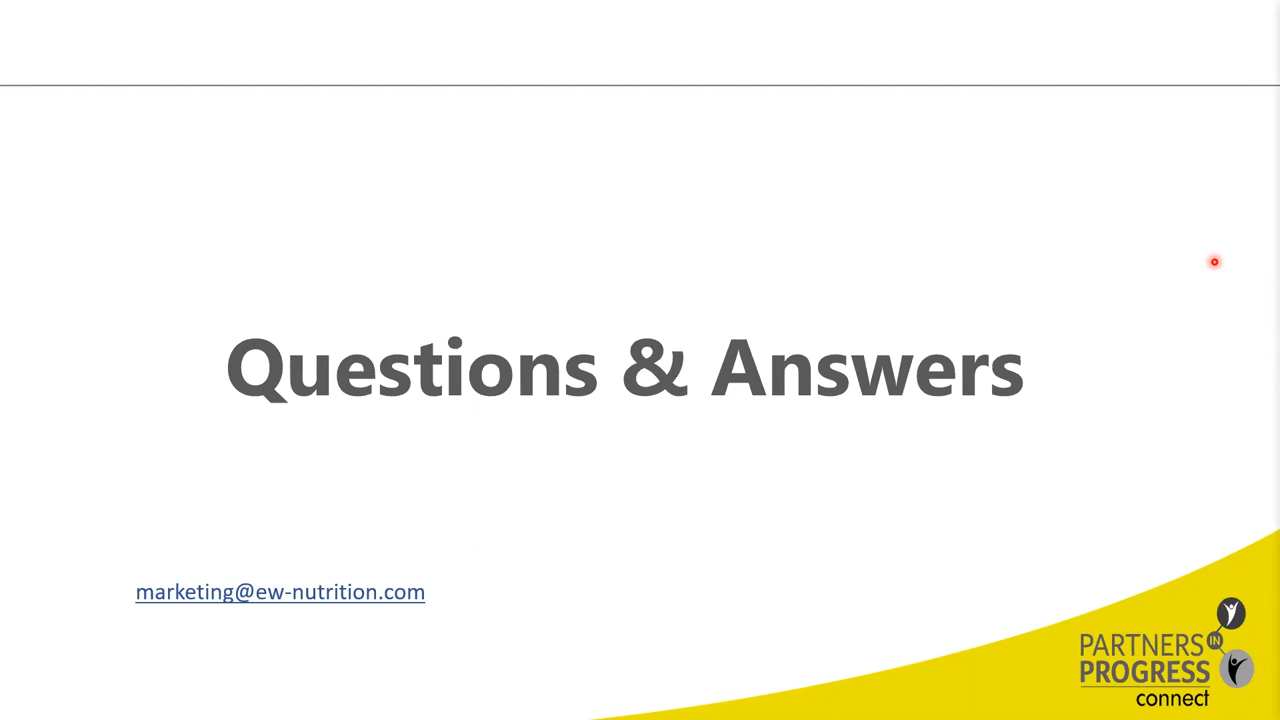 Questions & Answers
marketing@ew-nutrition.com
PARTNERS IN
PROGRESS
connect